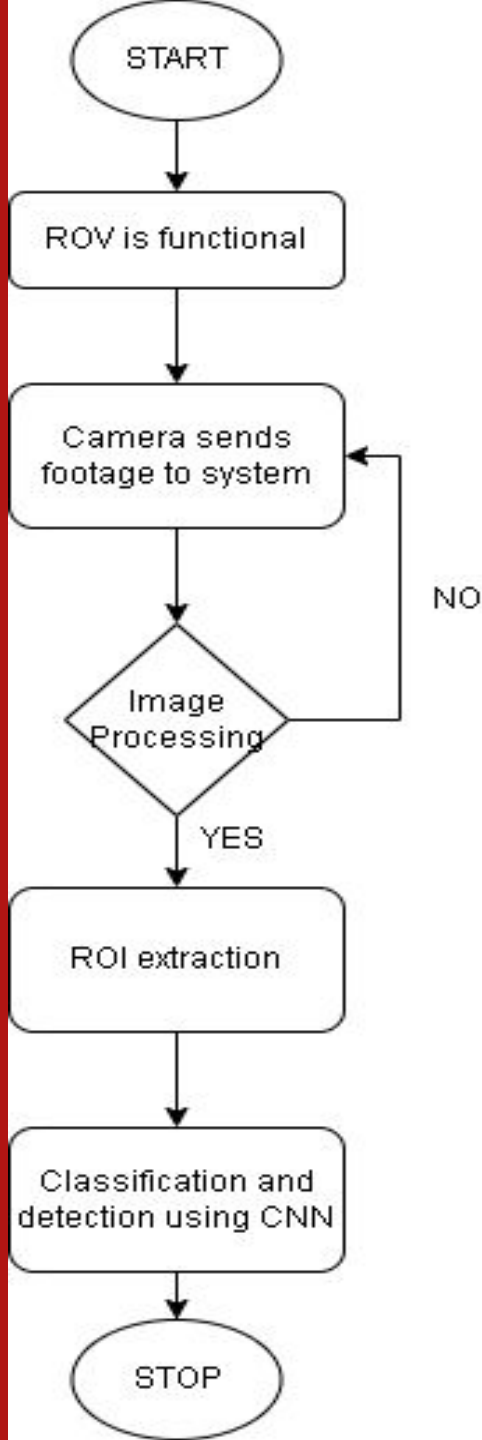 START
ROV is functional
Camera sends
footage to system
NO
Image
Processing
YES
ROI extraction
Classification and
detection using CNN
STOP